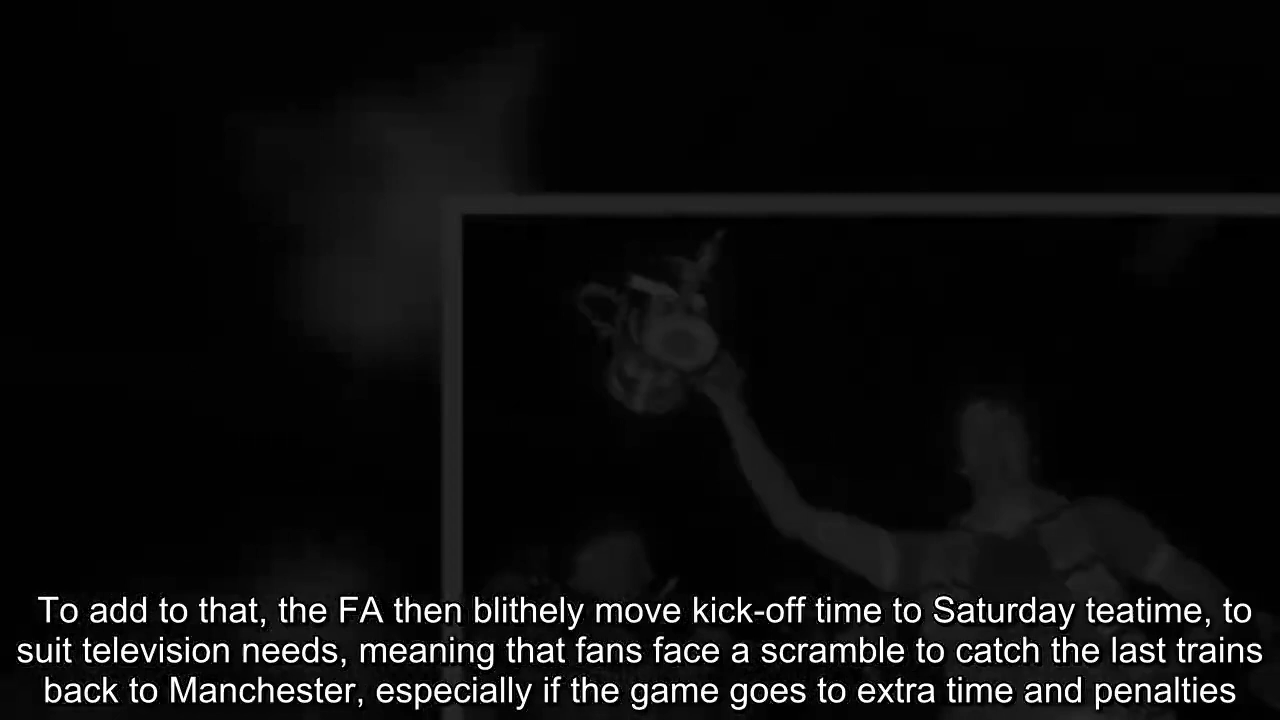 To add to that, the FA then blithely move kick-off time to Saturday teatime, to
suit television needs, meaning that fans face a scramble to catch the last trains
back to Manchester, especially if the game goes to extra time and penalties